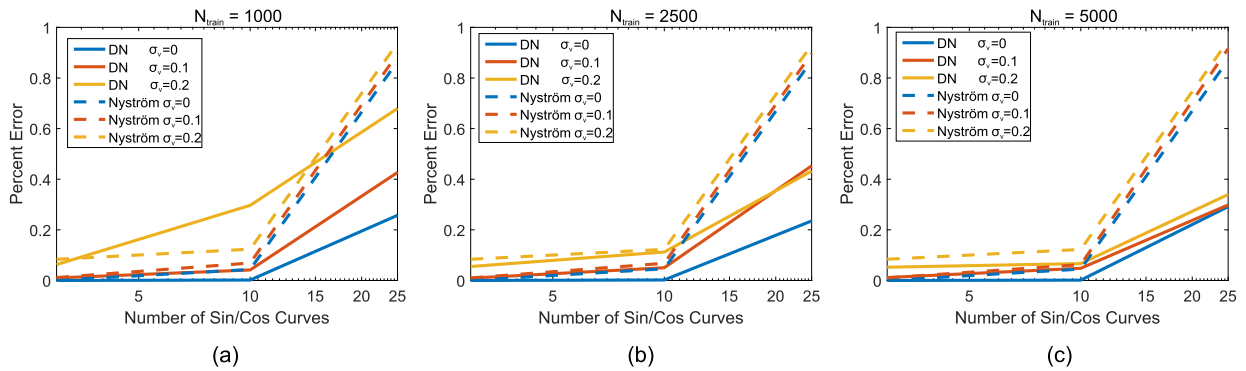 N_train = 1000
Percent Error
1
0.8
0.6
0.4
0.2
0
DN σ_v=0
DN σ_v=0.1
DN σ_v=0.2
Nyström σ_v=0
Nyström σ_v=0.1
Nyström σ_v=0.2
5 10 15 20 25
Number of Sin/Cos Curves
(a)
N_train = 2500
Percent Error
1
0.8
0.6
0.4
0.2
0
DN σ_v=0
DN σ_v=0.1
DN σ_v=0.2
Nyström σ_v=0
Nyström σ_v=0.1
Nyström σ_v=0.2
5 10 15 20 25
Number of Sin/Cos Curves
(b)
N_train = 5000
Percent Error
1
0.8
0.6
0.4
0.2
0
DN σ_v=0
DN σ_v=0.1
DN σ_v=0.2
Nyström σ_v=0
Nyström σ_v=0.1
Nyström σ_v=0.2
5 10 15 20 25
Number of Sin/Cos Curves
(c)